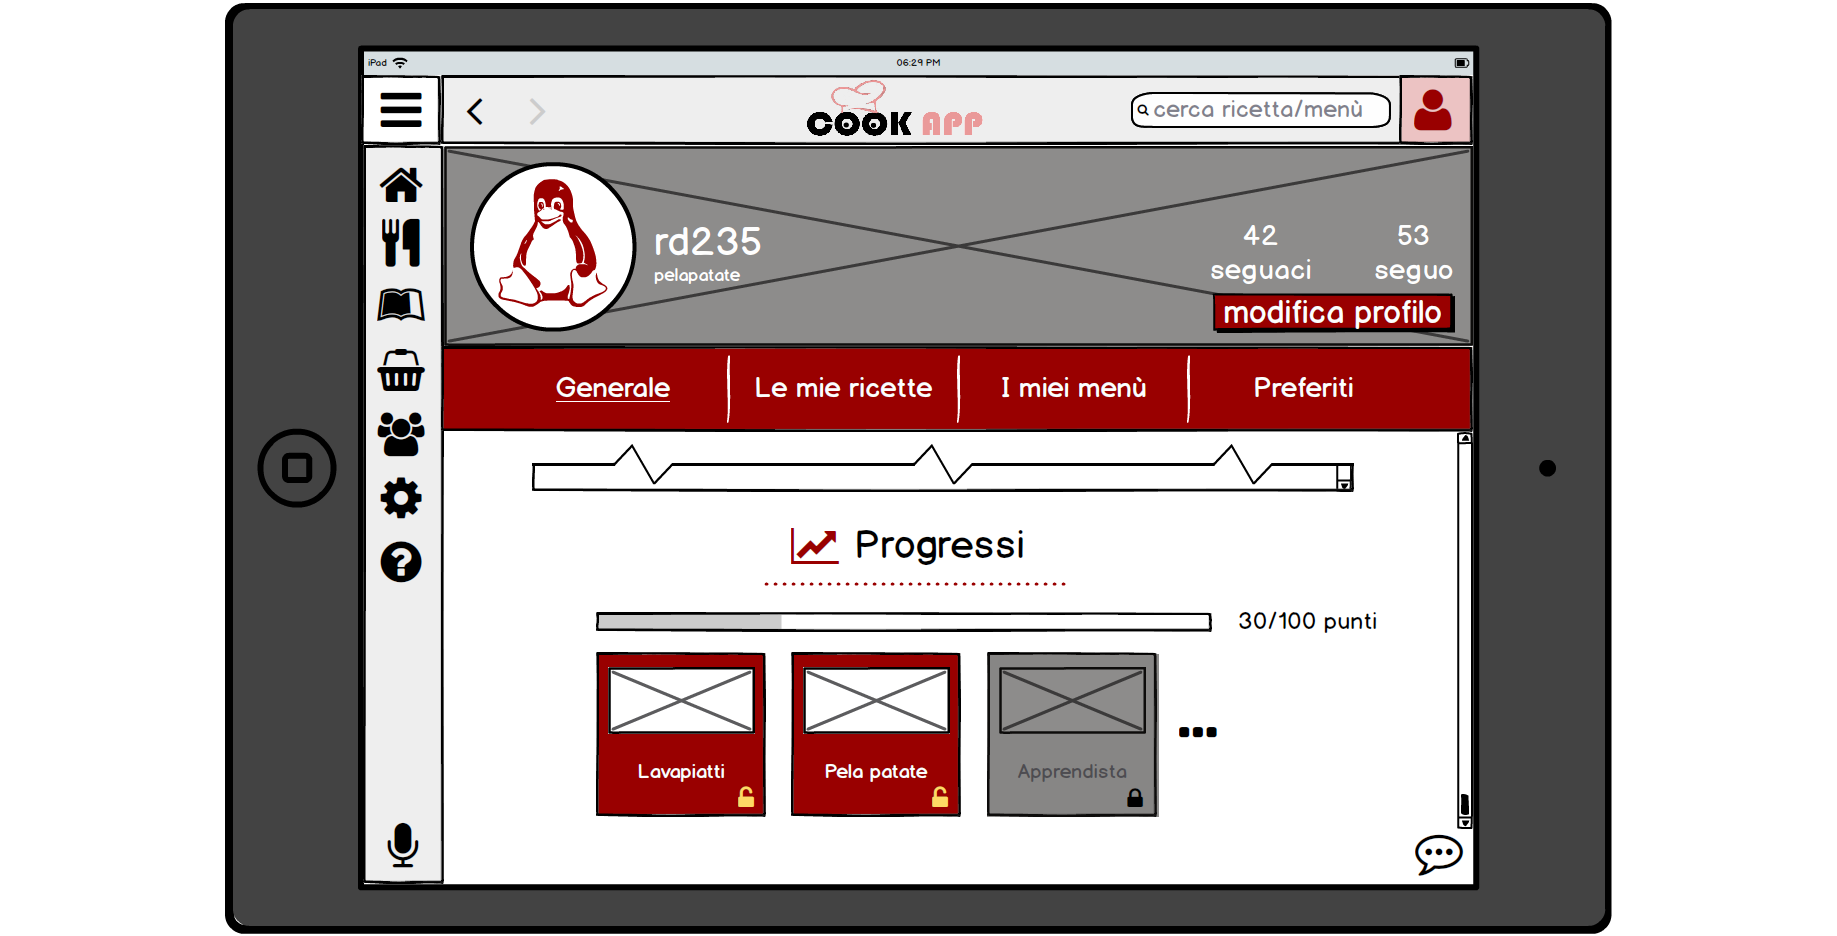 iPad
06:29 PM
COOK APP
cerca ricetta/menù
rd235
pelapatate
42
seguaci
53
seguo
modifica profilo
Generale
Le mie ricette
I miei menù
Preferiti
Progressi
30/100 punti
Lavapiatti
Pela patate
Apprendista